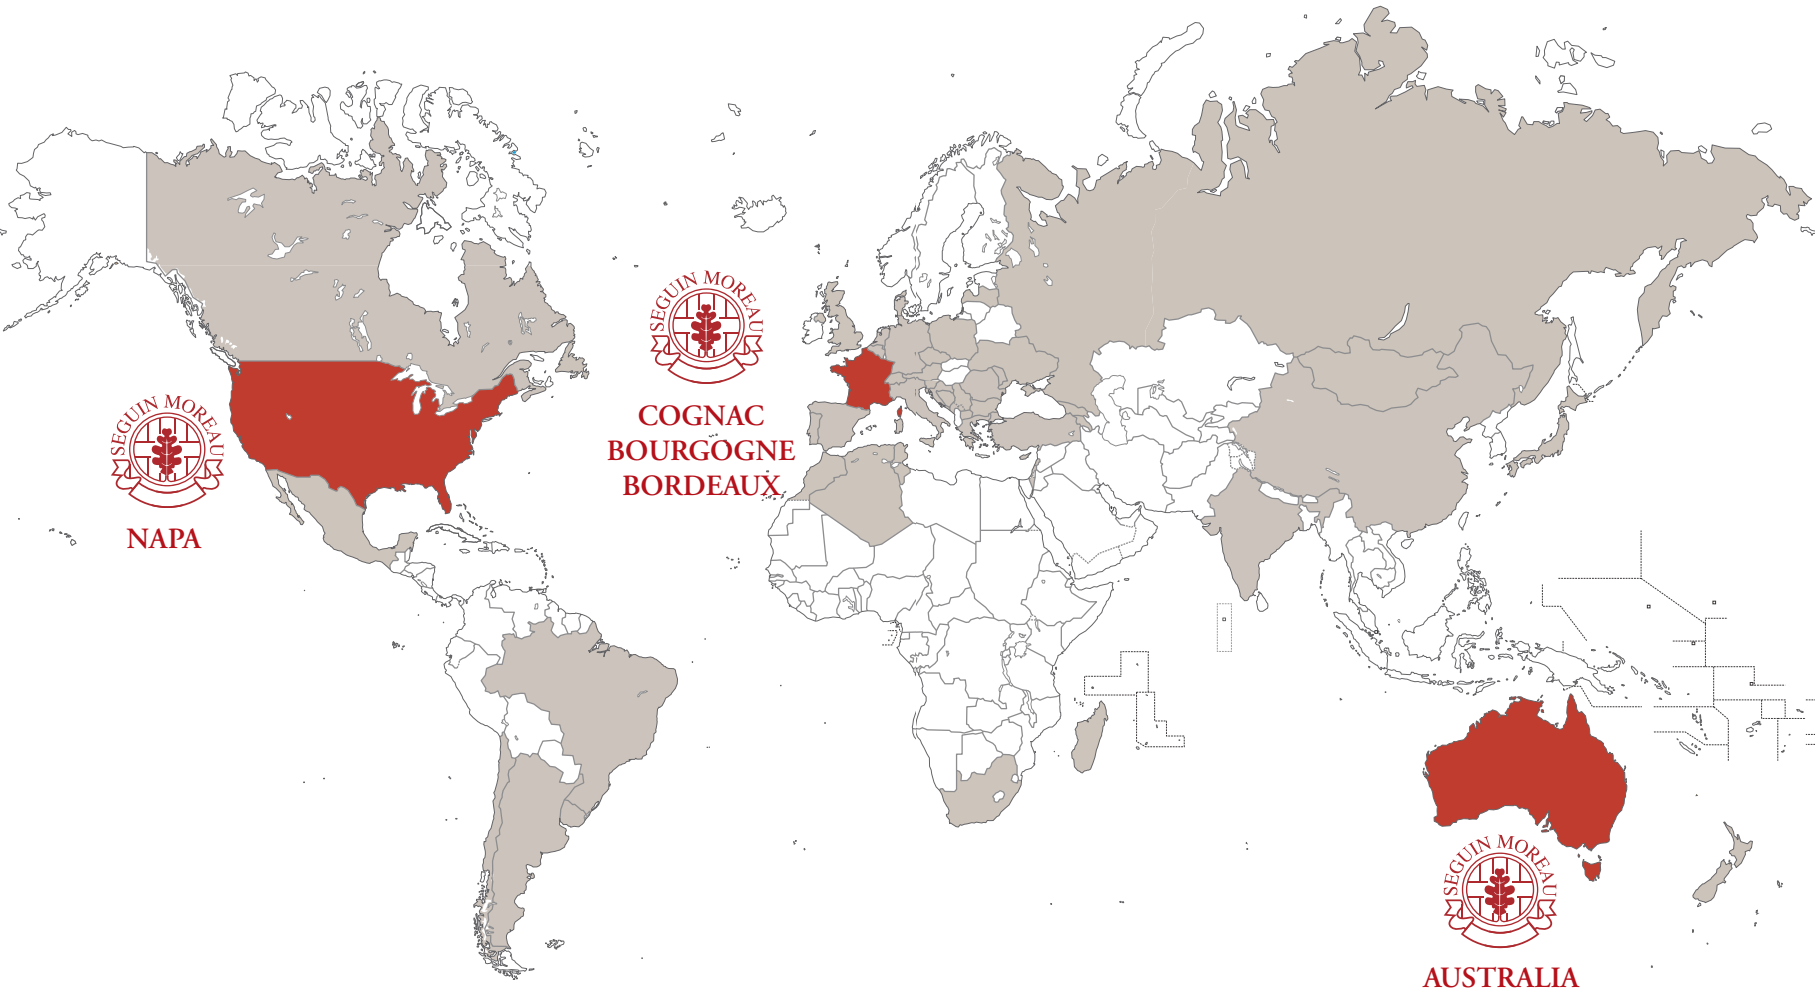 SEGUIN MOREAU
NAPA
SEGUIN MOREAU
COGNAC
BOURGOGNE
BORDEAUX
SEGUIN MOREAU
AUSTRALIA